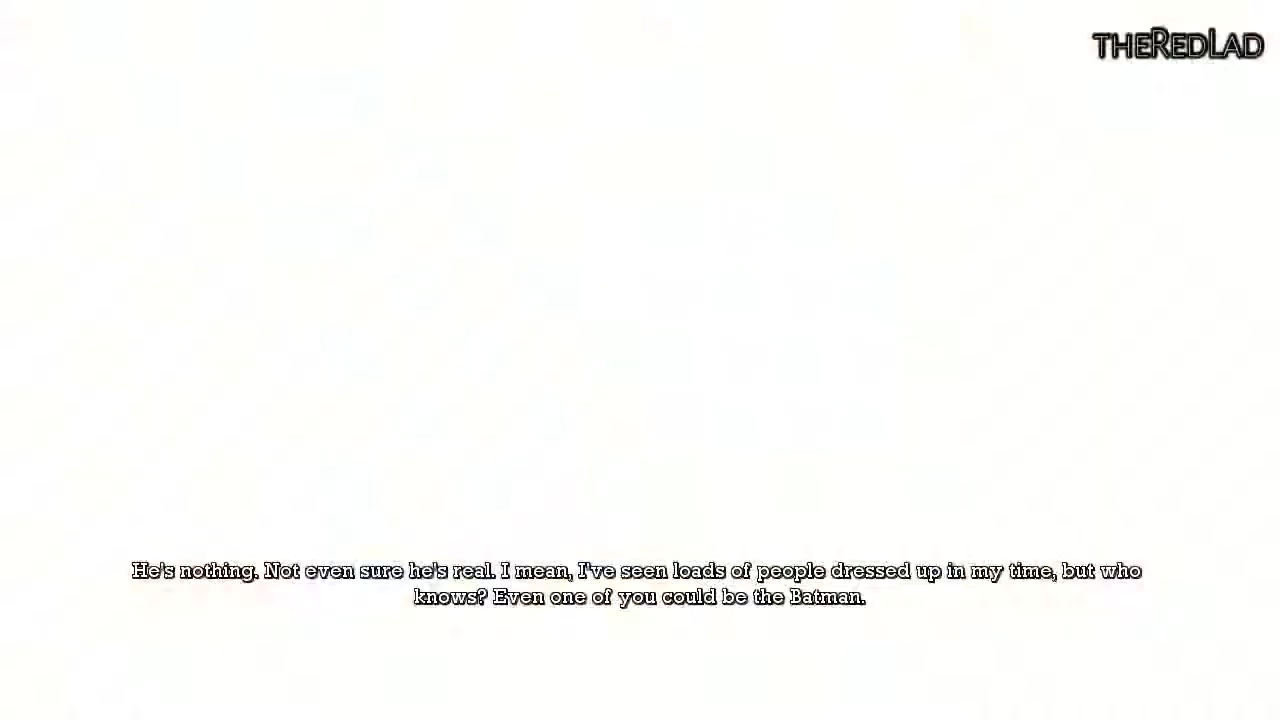 THEREDLAD
He's nothing. Not even sure he's real. I mean, I've seen loads of people dressed up in my time, but who
knows? Even one of you could be the Batman.